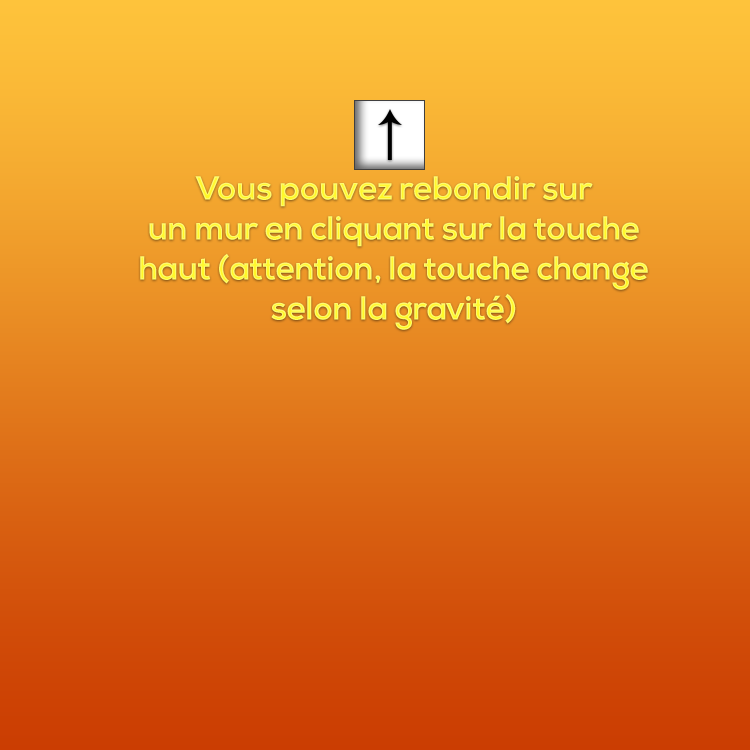 ↑
Vous pouvez rebondir sur
un mur en cliquant sur la touche
haut (attention, la touche change
selon la gravité)